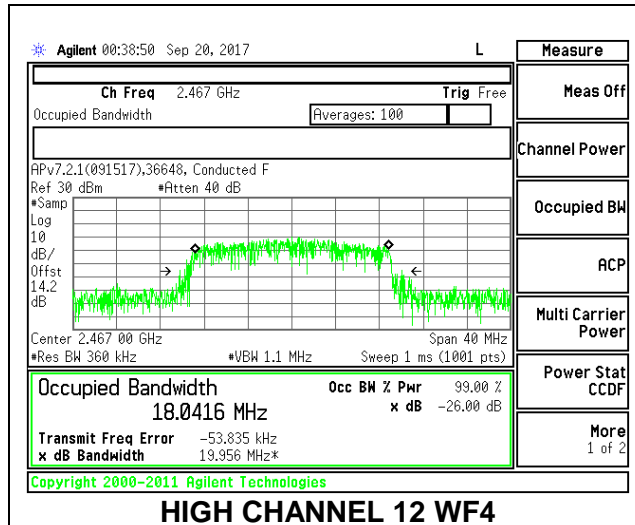 Agilent 00:38:50 Sep 20, 2017 L
Measure
Ch Freq 2.467 GHz Trig Free
Occupied Bandwidth Averages: 100
Meas Off
Channel Power
Occupied BW
ACP
Multi Carrier
Power
Power Stat
CCDF
More
1 of 2
APv7.2.1(091517),36648, Conducted F
Ref 30 dBm #Atten 40 dB
#Samp
Log
10
dB/
Offst
14.2
dB
Center 2.467 00 GHz Span 40 MHz
#Res BW 360 kHz #VBW 1.1 MHz Sweep 1 ms (1001 pts)
Occupied Bandwidth Occ BW % Pwr 99.00 %
18.0416 MHz x dB -26.00 dB
Transmit Freq Error -53.835 kHz
x dB Bandwidth 19.956 MHz*
Copyright 2000-2011 Agilent Technologies
HIGH CHANNEL 12 WF4